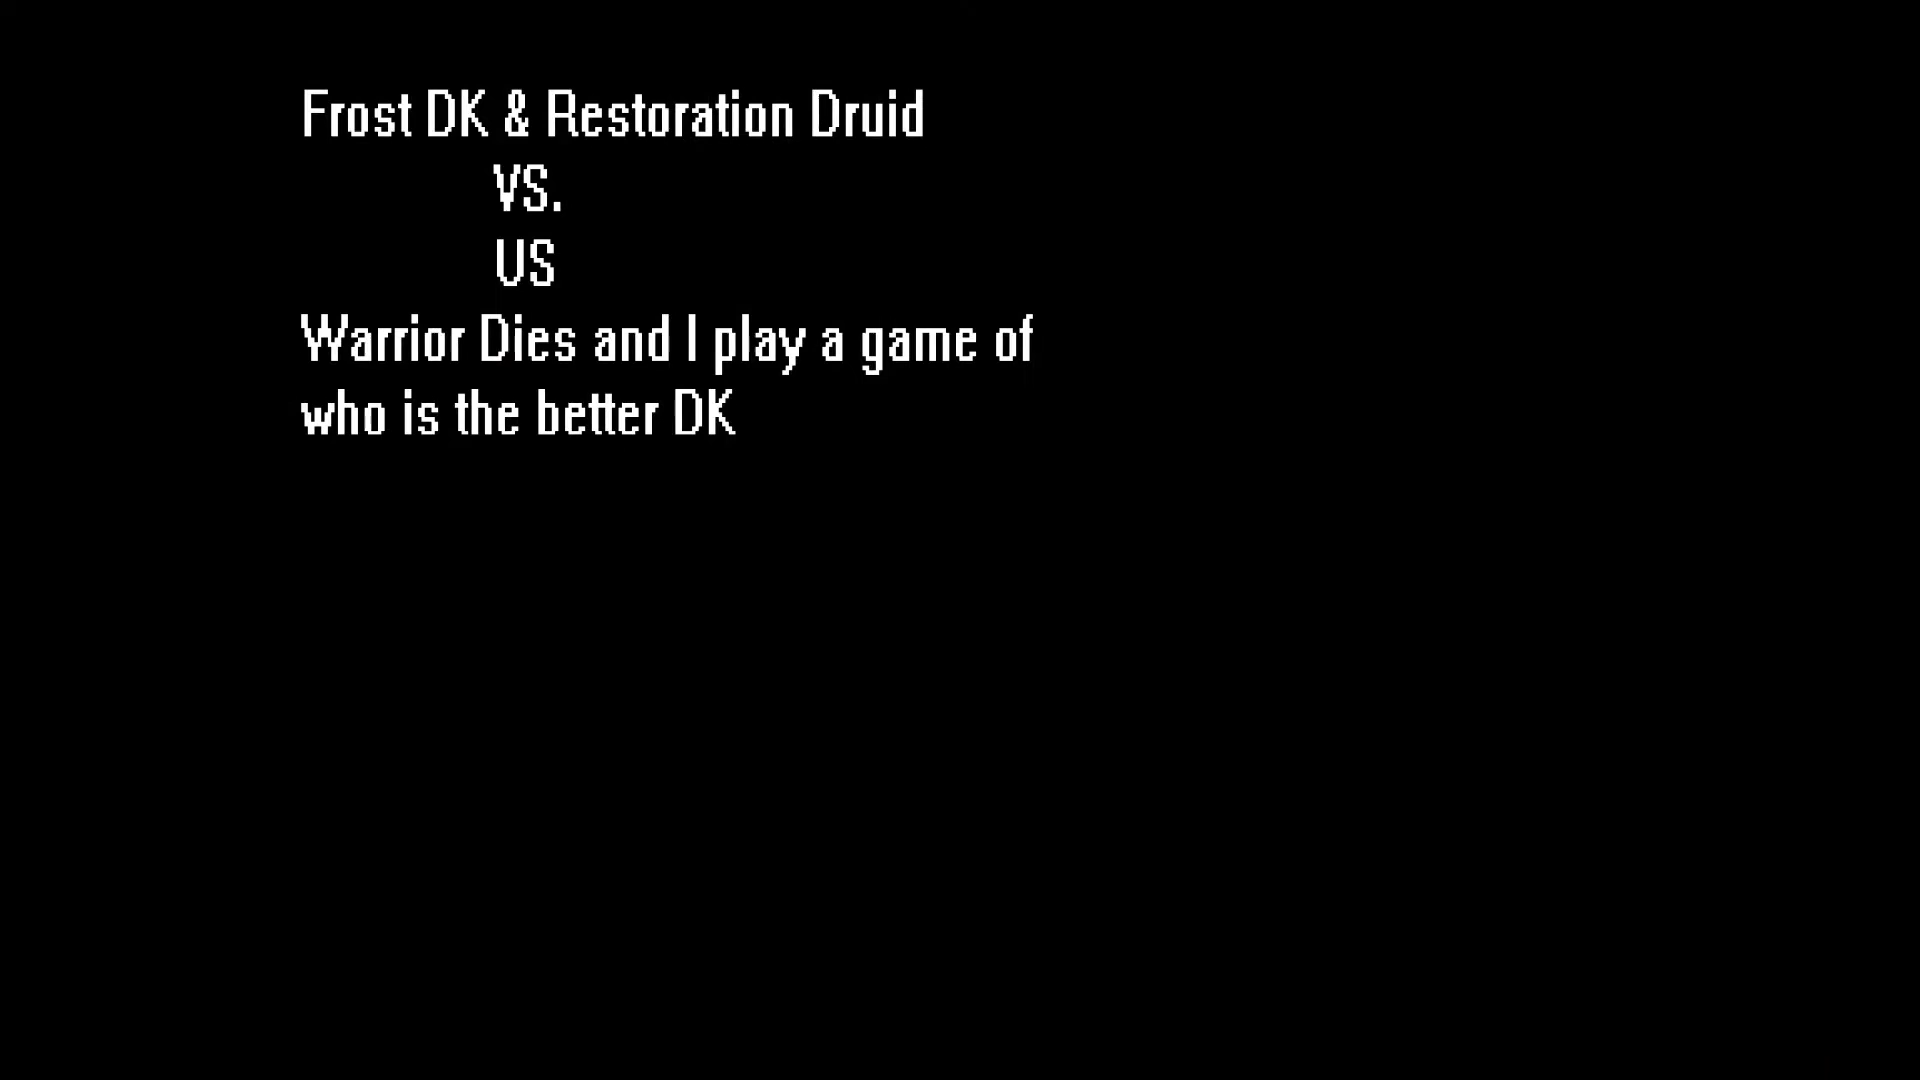 Frost DK & Restoration Druid
VS.
US
Warrior Dies and I play a game of
who is the better DK